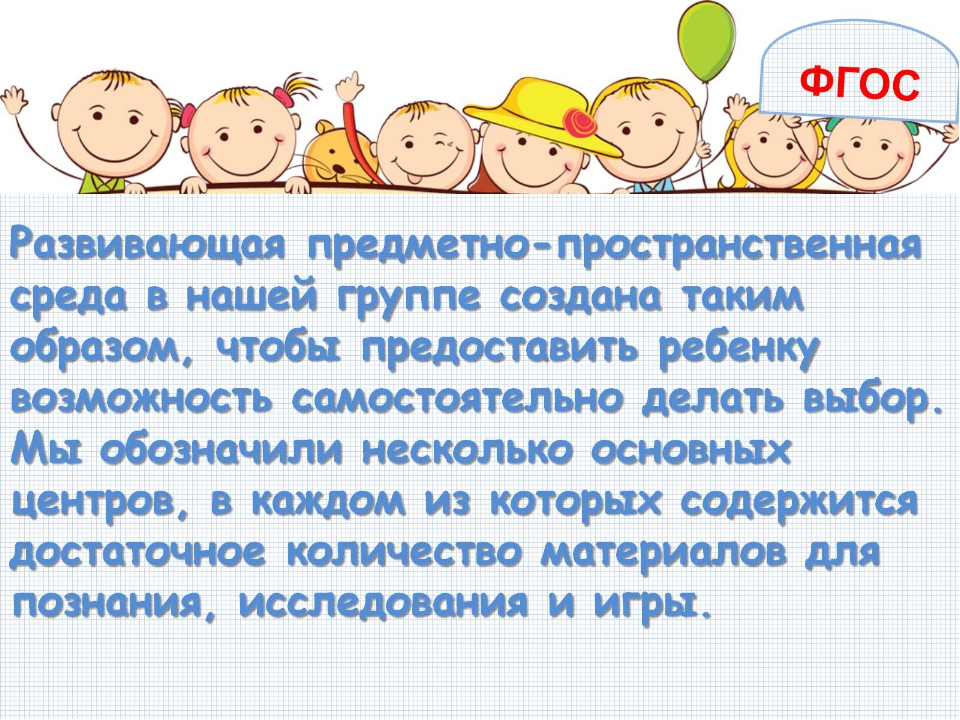 ФГОС
Развивающая предметно-пространственная
среда в нашей группе создана таким
образом, чтобы предоставить ребенку
возможность самостоятельно делать выбор.
Мы обозначили несколько основных
центров, в каждом из которых содержится
достаточное количество материалов для
познания, исследования и игры.